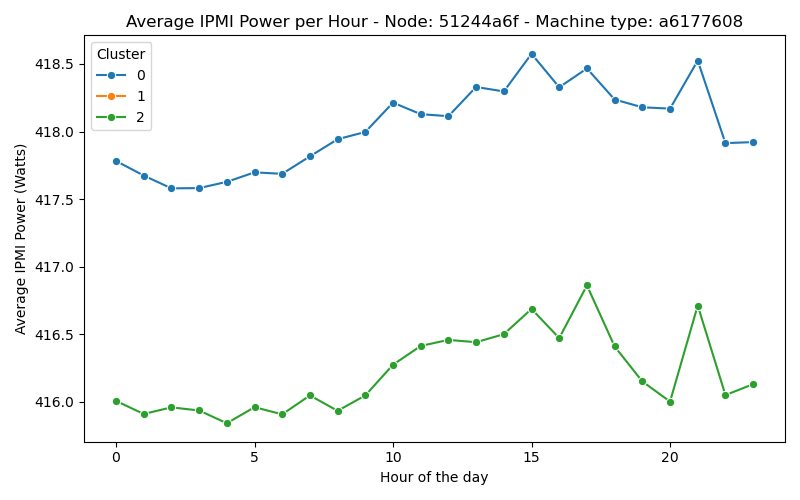 Average IPMI Power per Hour - Node: 51244a6f - Machine type: a6177608
Cluster
0
1
2
418.5
418.0
417.5
417.0
416.5
416.0
Average IPMI Power (Watts)
0 5 10 15 20
Hour of the day